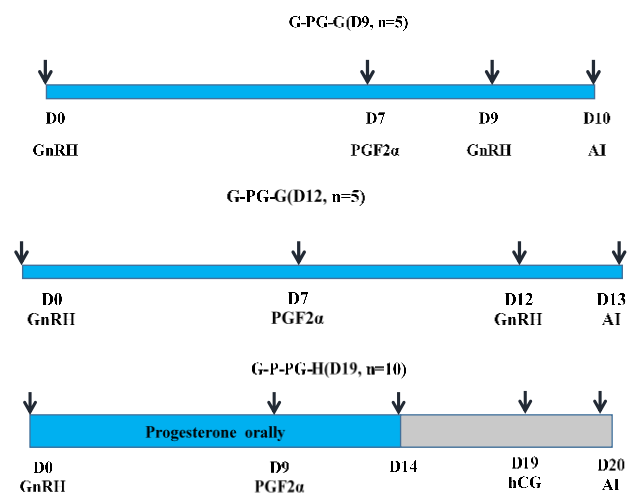 G-PG-G(D9, n=5)
D0 D7 D9 D10
GnRH PGF2α GnRH AI
G-PG-G(D12, n=5)
D0 D7 D12 D13
GnRH PGF2α GnRH AI
G-P-PG-H(D19, n=10)
Progesterone orally
D0 D9 D14 D19 D20
GnRH PGF2α hCG AI